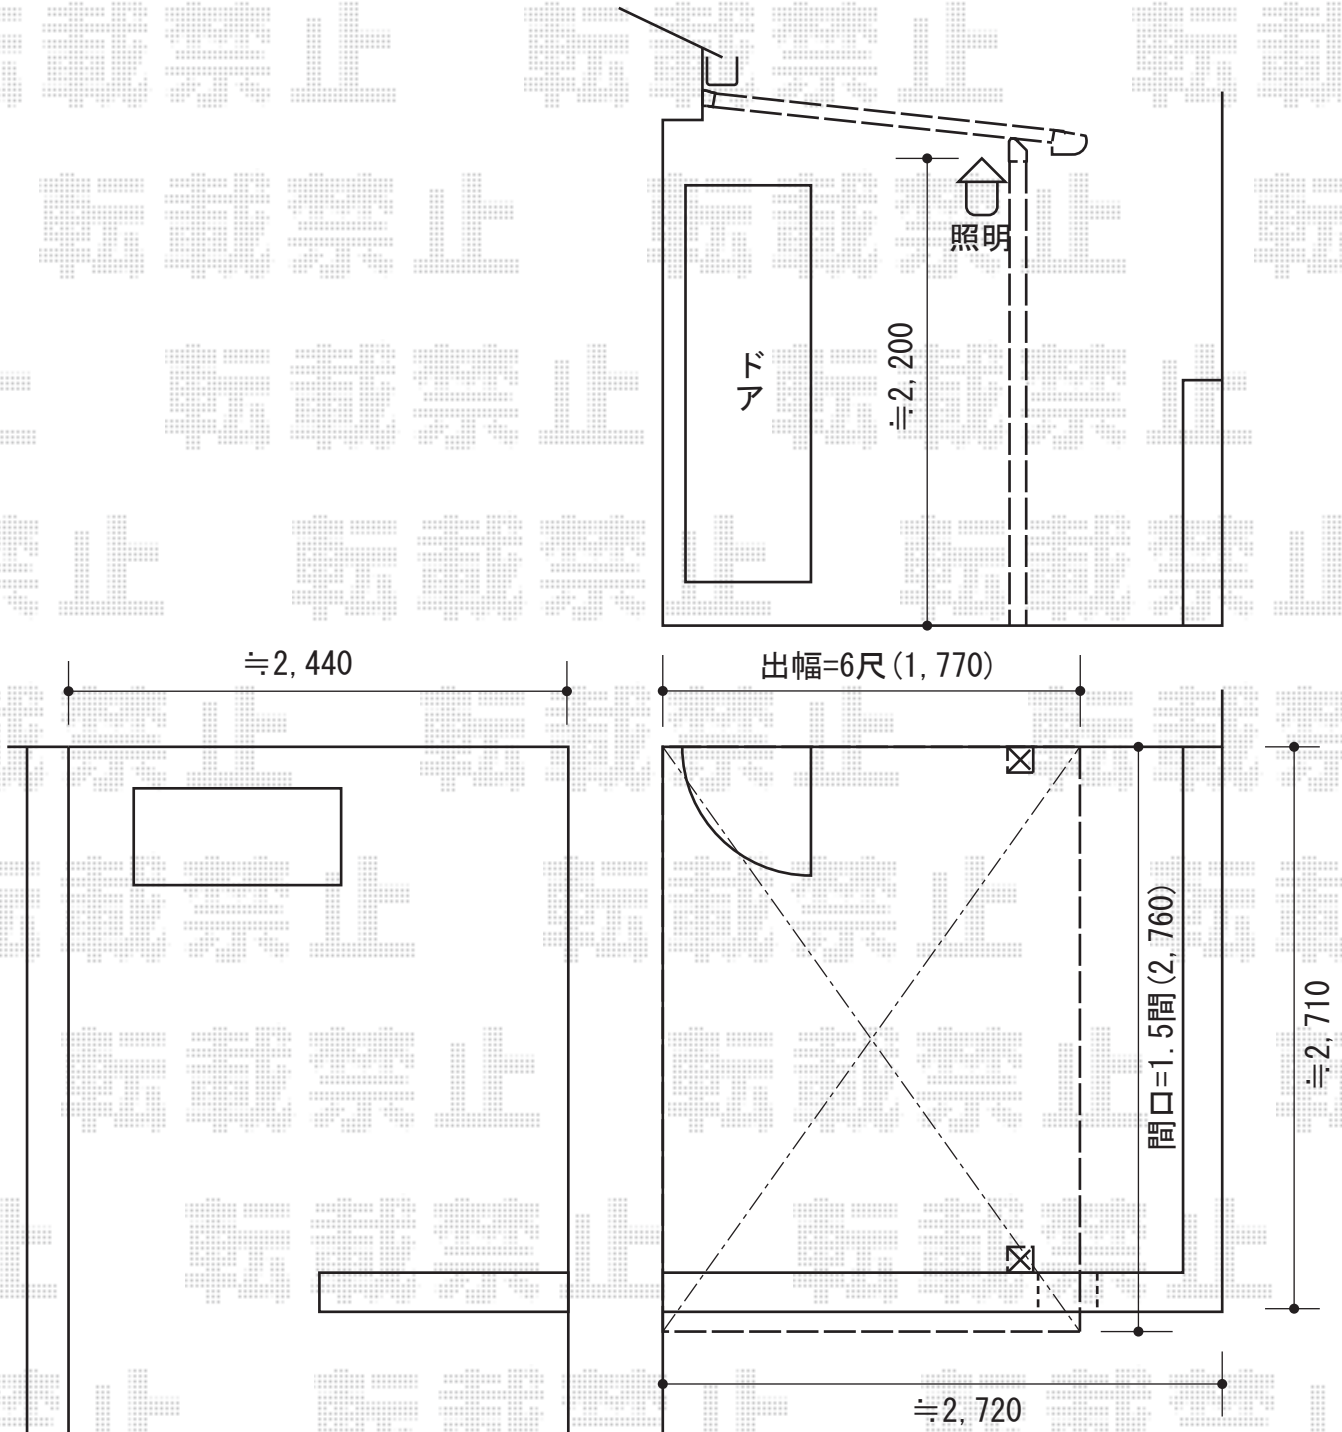 照明
ドア
≒2,200
≒2,440
出幅=6尺(1,770)
間口=1.5間(2,760)
≒2,710
≒2,720
転載禁止